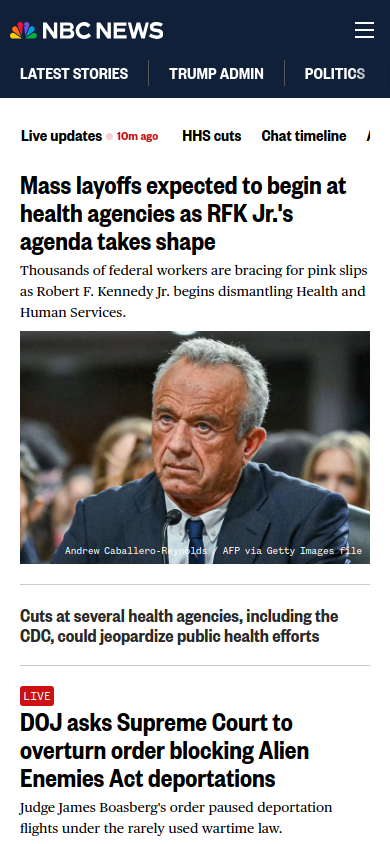 NBC NEWS
LATEST STORIES
TRUMP ADMIN
POLITICS
Live updates
10m ago
HHS cuts
Chat timeline
Mass layoffs expected to begin at
health agencies as RFK Jr.'s
agenda takes shape
Thousands of federal workers are bracing for pink slips
as Robert F. Kennedy Jr. begins dismantling Health and
Human Services.
Andrew Caballero-Reynolds / AFP via Getty Images file
Cuts at several health agencies, including the
CDC, could jeopardize public health efforts
LIVE
DOJ asks Supreme Court to
overturn order blocking Alien
Enemies Act deportations
Judge James Boasberg's order paused deportation
flights under the rarely used wartime law.